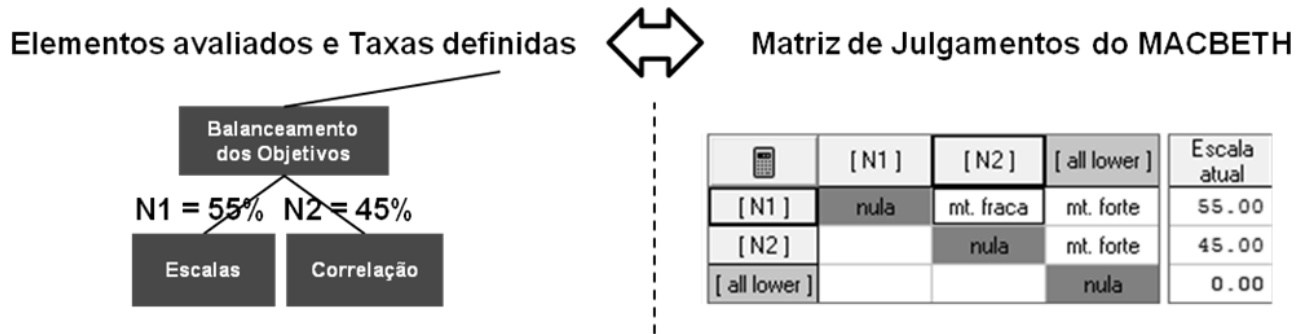 Elementos avaliados e Taxas definidas
Matriz de Julgamentos do MACBETH
Balanceamento
dos Objetivos
N1 = 55% N2 = 45%
Escalas
Correlação
[ N1 ] [ N2 ] [ all lower ] Escala
atual
[ N1 ] nula mt. fraca mt. forte 55.00
[ N2 ] nula mt. forte 45.00
[ all lower ] nula 0.00